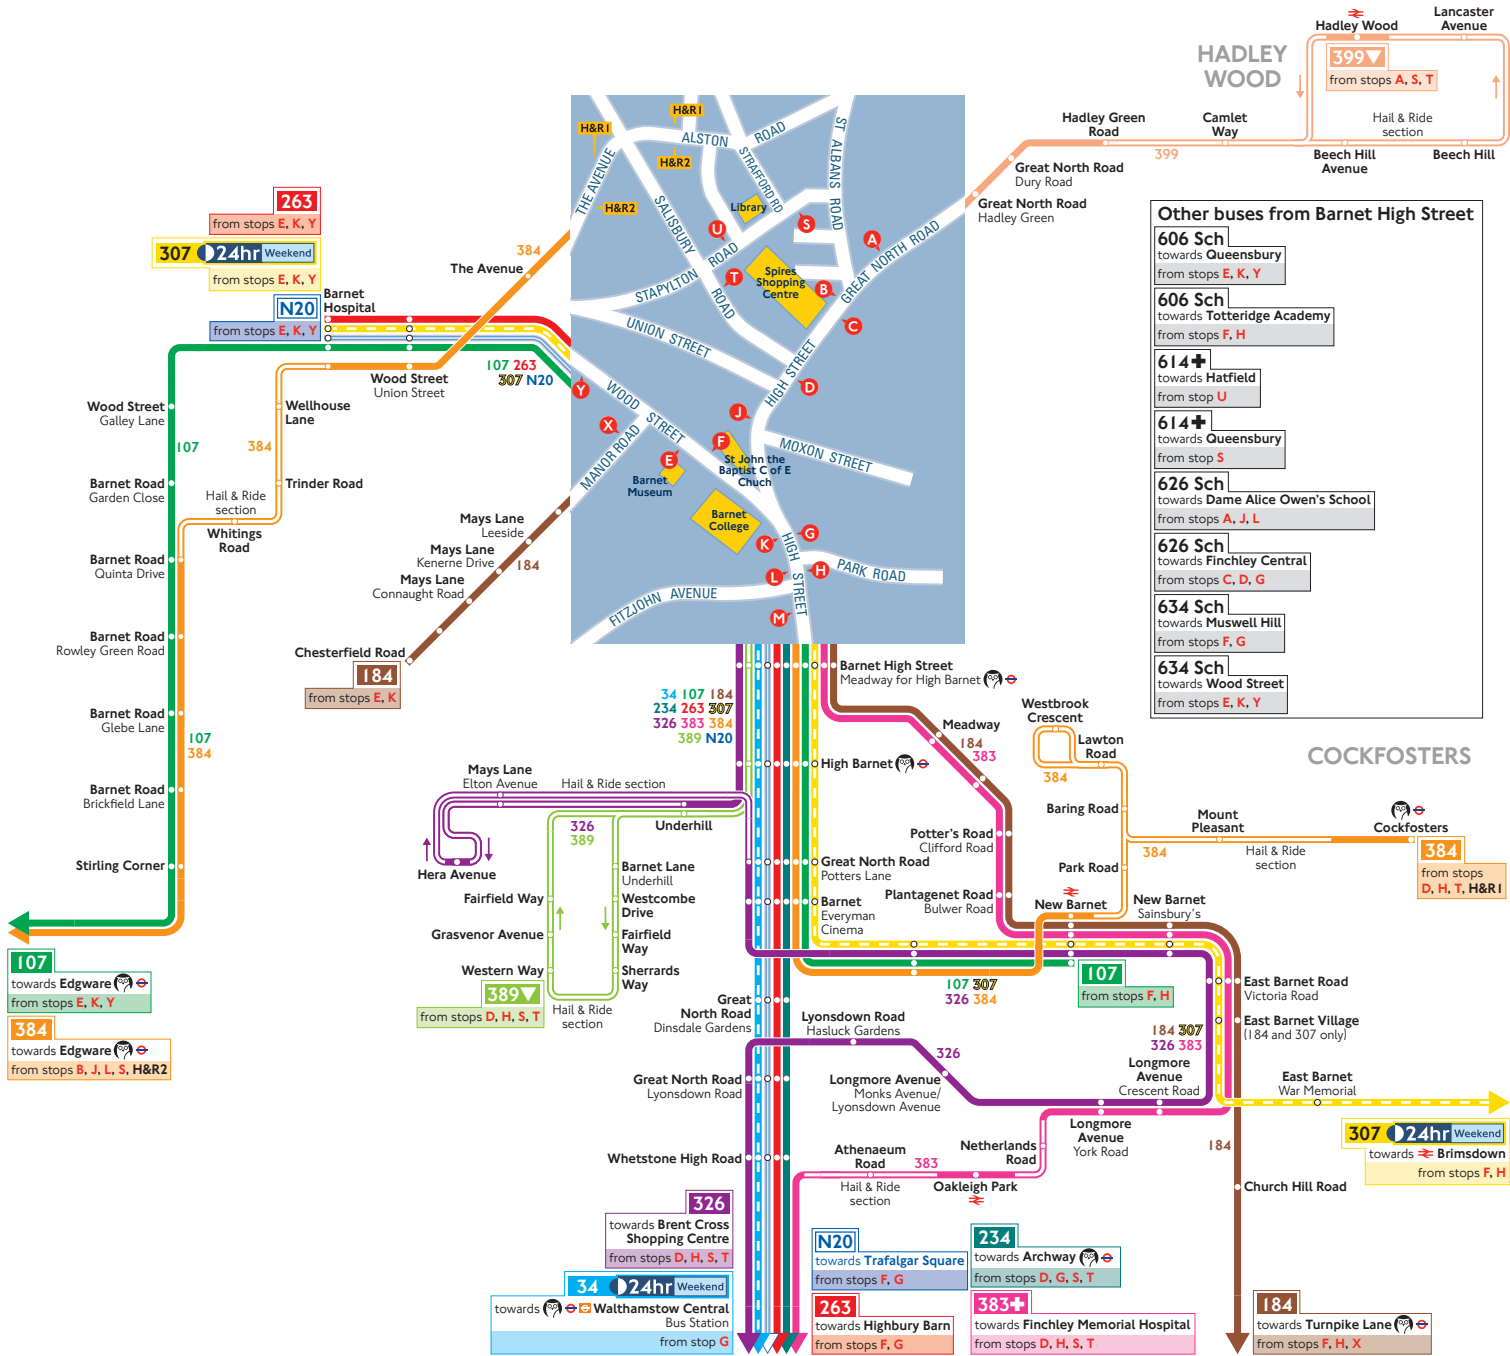 Hadley Wood
Lancaster
Avenue
HADLEY
WOOD
399
from stops A, S, T
Hadley Green
Road
Camlet
Way
Hail & Ride
section
399
Beech Hill
Avenue
Beech Hill
Great North Road
Dury Road
Great North Road
Hadley Green
H&R1
H&R1
H&R2
H&R2
ALSTON ROAD
STRAFFORD RD
ST ALBANS ROAD
THE AVENUE
SALISBURY ROAD
Library
U
S
A
T
B
C
STAPYLTON ROAD
Spires
Shopping
Centre
GREAT NORTH ROAD
UNION STREET
HIGH STREET
D
J
Y
WOOD STREET
X
F
MANOR ROAD
E
Barnet
Museum
St John the
Baptist C of E
Chuch
MOXON STREET
Barnet
College
K
G
L
H
HIGH STREET
PARK ROAD
FITZJOHN AVENUE
M
263
from stops E, K, Y
307 24hr Weekend
from stops E, K, Y
N20
from stops E, K, Y
Barnet
Hospital
384
The Avenue
Wood Street
Union Street
107 263
307 N20
Wood Street
Galley Lane
Wellhouse
Lane
107
384
Barnet Road
Garden Close
Hail & Ride
section
Trinder Road
Whitings
Road
Barnet Road
Quinta Drive
Barnet Road
Rowley Green Road
Barnet Road
Glebe Lane
107
384
Barnet Road
Brickfield Lane
Stirling Corner
107
towards Edgware
from stops E, K, Y
384
towards Edgware
from stops B, J, L, S, H&R2
Mays Lane
Leeside
Mays Lane
Kenerne Drive
184
Mays Lane
Connaught Road
Chesterfield Road
184
from stops E, K
Other buses from Barnet High Street
606 Sch
towards Queensbury
from stops E, K, Y
606 Sch
towards Totteridge Academy
from stops F, H
614
towards Hatfield
from stop U
614
towards Queensbury
from stop S
626 Sch
towards Dame Alice Owen's School
from stops A, J, L
626 Sch
towards Finchley Central
from stops C, D, G
634 Sch
towards Muswell Hill
from stops F, G
634 Sch
towards Wood Street
from stops E, K, Y
34 107 184
234 263 307
326 383 384
389 N20
Barnet High Street
Meadway for High Barnet
High Barnet
Meadway
184
383
Westbrook
Crescent
Lawton
Road
384
COCKFOSTERS
Baring Road
Mount
Pleasant
Cockfosters
384
Hail & Ride
section
384
from stops
D, H, T, H&R1
Park Road
Potter's Road
Clifford Road
Plantagenet Road
Bulwer Road
New Barnet
New Barnet
Sainsbury's
Mays Lane
Elton Avenue
Hail & Ride section
326
389
Underhill
Hera Avenue
Barnet Lane
Underhill
Fairfield Way
Westcombe
Drive
Grasvenor Avenue
Fairfield
Way
Western Way
Sherrards
Way
389
from stops D, H, S, T
Hail & Ride
section
Great North Road
Potters Lane
Barnet
Everyman
Cinema
107 307
326 384
107
from stops F, H
Great
North Road
Dinsdale Gardens
Lyonsdown Road
Hasluck Gardens
326
Great North Road
Lyonsdown Road
Longmore Avenue
Monks Avenue/
Lyonsdown Avenue
East Barnet Road
Victoria Road
East Barnet Village
(184 and 307 only)
184 307
326 383
Longmore
Avenue
Crescent Road
East Barnet
War Memorial
307 24hr Weekend
towards Brimsdown
from stops F, H
Longmore
Avenue
York Road
184
Church Hill Road
Netherlands
Road
Athenaeum
Road
383
Hail & Ride
section
Oakleigh Park
Whetstone High Road
326
towards Brent Cross
Shopping Centre
from stops D, H, S, T
34 24hr Weekend
towards Walthamstow Central
Bus Station
from stop G
N20
towards Trafalgar Square
from stops F, G
263
towards Highbury Barn
from stops F, G
234
towards Archway
from stops D, G, S, T
383
towards Finchley Memorial Hospital
from stops D, H, S, T
184
towards Turnpike Lane
from stops F, H, X